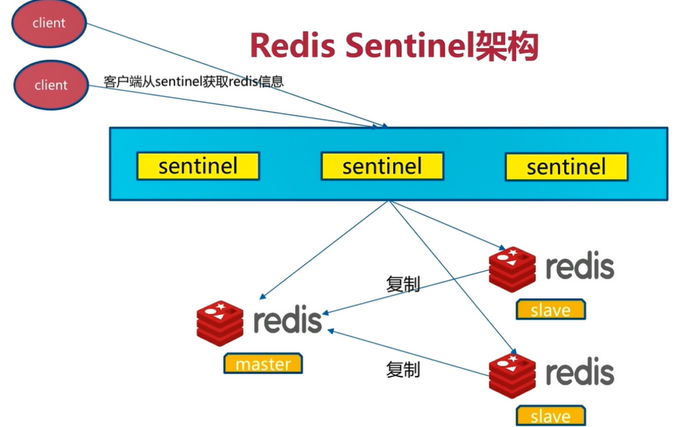 client
Redis Sentinel架构
client
客户端从sentinel获取redis信息
sentinel
sentinel
sentinel
redis
复制
slave
redis
master
复制
redis
slave